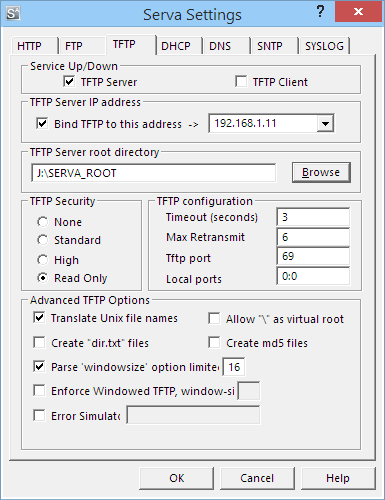 Serva Settings
?
HTTP FTP TFTP DHCP DNS SNTP SYSLOG
Service Up/Down
TFTP Server TFTP Client
TFTP Server IP address
Bind TFTP to this address -> 192.168.1.11
TFTP Server root directory
J:\SERVA_ROOT Browse
TFTP Security
None
Standard
High
Read Only
TFTP configuration
Timeout (seconds) 3
Max Retransmit 6
Tftp port 69
Local ports 0:0
Advanced TFTP Options
Translate Unix file names Allow "\" as virtual root
Create "dir.txt" files Create md5 files
Parse 'windowsize' option limited 16
Enforce Windowed TFTP, window-si
Error Simulato
OK Cancel Help